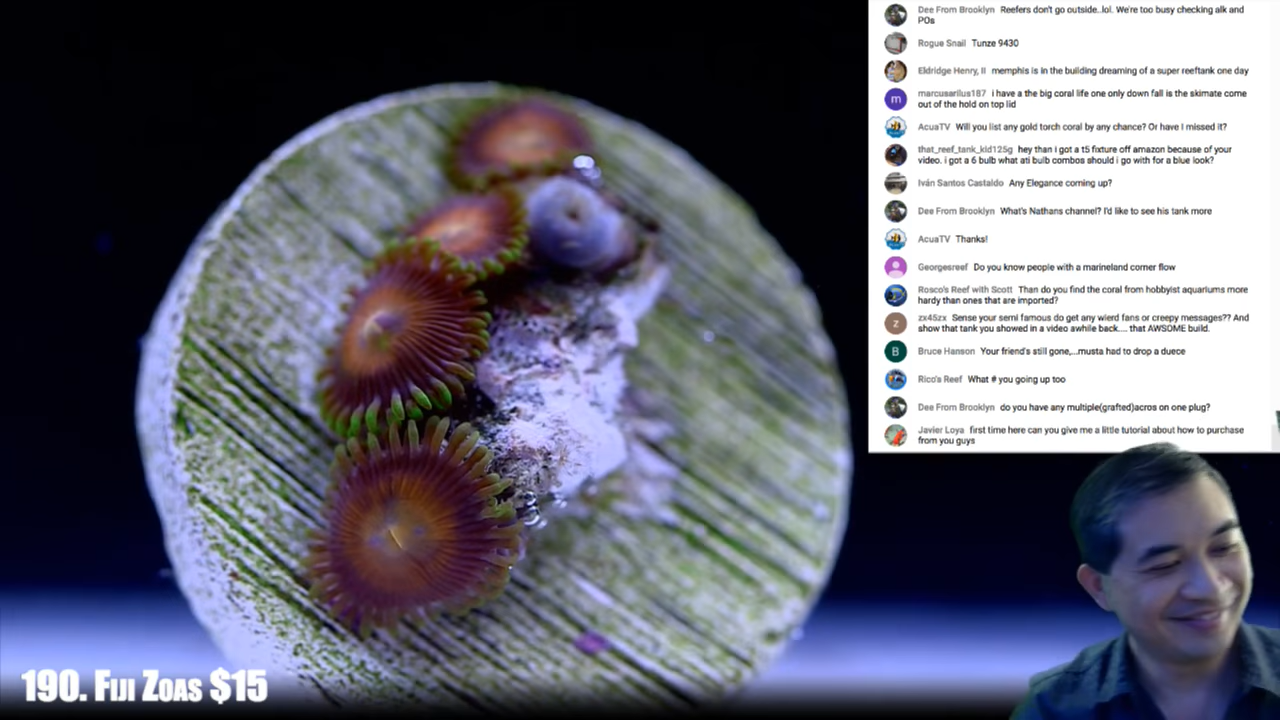 Dee From Brooklyn Reefers don't go outside..lol. We're too busy checking alk and
POs
Rogue Snail Tunze 9430
Eldridge Henry, II memphis is in the building dreaming of a super reeftank one day
marcusarilus187 i have a the big coral life one only down fall is the skimate come
out of the hold on top lid
AcuaTV Will you list any gold torch coral by any chance? Or have I missed it?
that_reef_tank_kid125g hey than i got a t5 fixture off amazon because of your
video. i got a 6 bulb what ati bulb combos should i go with for a blue look?
Iván Santos Castaldo Any Elegance coming up?
Dee From Brooklyn What's Nathans channel? I'd like to see his tank
more
AcuaTV Thanks!
Georgesreef Do you know people with a marineland corner flow
Rosco's Reef with Scott Than do you find the coral from hobbyist aquariums more
hardy than ones that are imported?
zx45zx Sense your semi famous do get any wierd fans or creepy messages?? And
show that tank you showed in a video awhile back.... that AWSOME build.
Bruce Hanson Your friend's still gone,...musta had to drop a duece
Rico's Reef What # you going up too
Dee From Brooklyn do you have any multiple(grafted)acros on one plug?
Javier Loya first time here can you give me a little tutorial about how to purchase
from you guys
190. Fiji Zoas $15